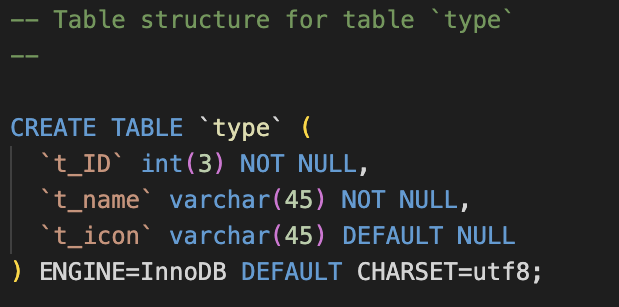 -- Table structure for table `type`
--
CREATE TABLE `type` (
`t_ID` int(3) NOT NULL,
`t_name` varchar(45) NOT NULL,
`t_icon` varchar(45) DEFAULT NULL
) ENGINE=InnoDB DEFAULT CHARSET=utf8;